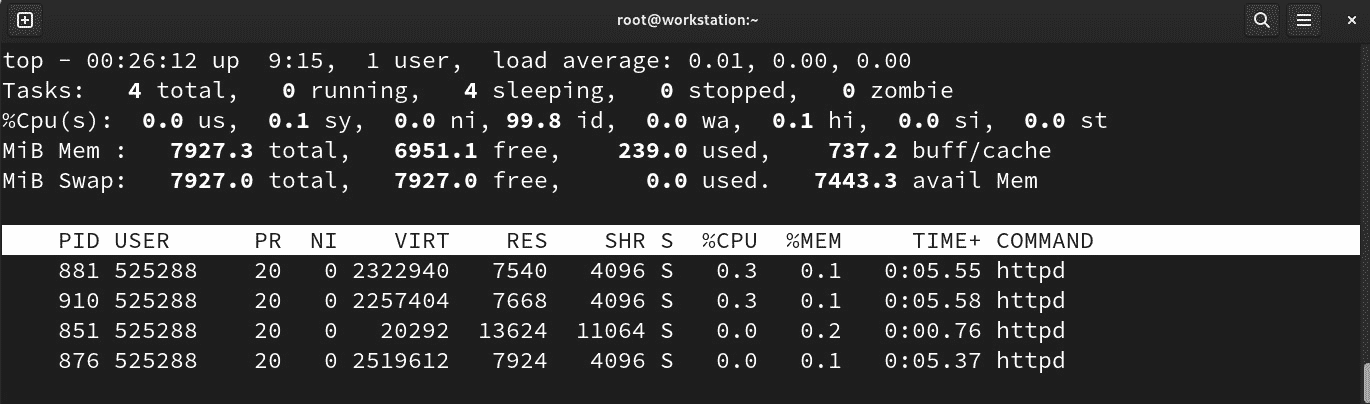 root@workstation:~
top - 00:26:12 up  9:15,  1 user,  load average: 0.01, 0.00, 0.00
Tasks:   4 total,   0 running,   4 sleeping,   0 stopped,   0 zombie
%Cpu(s):  0.0 us,  0.1 sy,  0.0 ni, 99.8 id,  0.0 wa,  0.1 hi,  0.0 si,  0.0 st
MiB Mem :   7927.3 total,   6951.1 free,    239.0 used,    737.2 buff/cache
MiB Swap:   7927.0 total,   7927.0 free,      0.0 used.   7443.3 avail Mem
    PID USER      PR  NI    VIRT    RES    SHR S  %CPU  %MEM     TIME+ COMMAND
    881 525288    20   0 2322940   7540   4096 S   0.3   0.1   0:05.55 httpd
    910 525288    20   0 2257404   7668   4096 S   0.3   0.1   0:05.58 httpd
    851 525288    20   0   20292  13624  11064 S   0.0   0.2   0:00.76 httpd
    876 525288    20   0 2519612   7924   4096 S   0.0   0.1   0:05.37 httpd